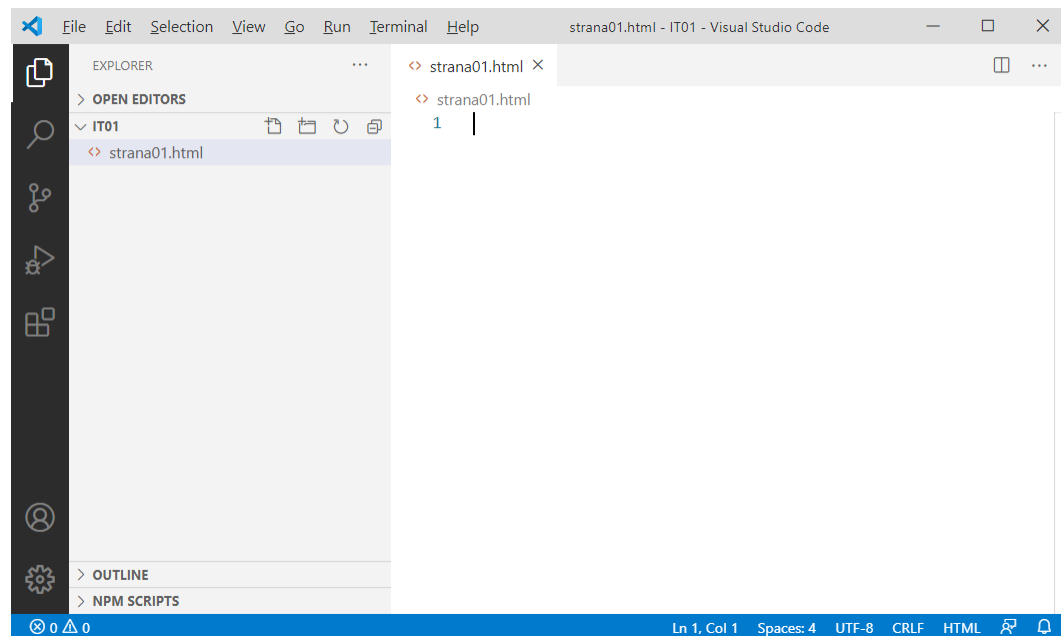 File Edit Selection View Go Run Terminal Help strana01.html - IT01 - Visual Studio Code
EXPLORER
OPEN EDITORS
IT01
strana01.html
OUTLINE
NPM SCRIPTS
strana01.html
strana01.html
1
0 0 Ln 1, Col 1 Spaces: 4 UTF-8 CRLF HTML